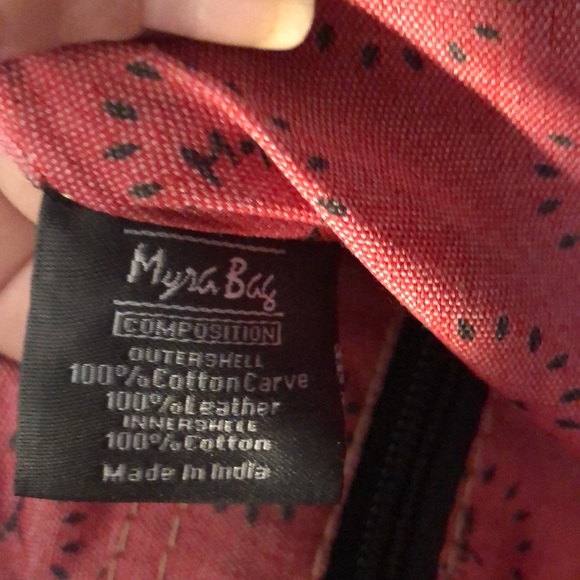 Myra Bag
COMPOSITION
OUTERSHELL
100%CottonCarve
100%Leather
INNERSHELL
100%Cotton
Made In India